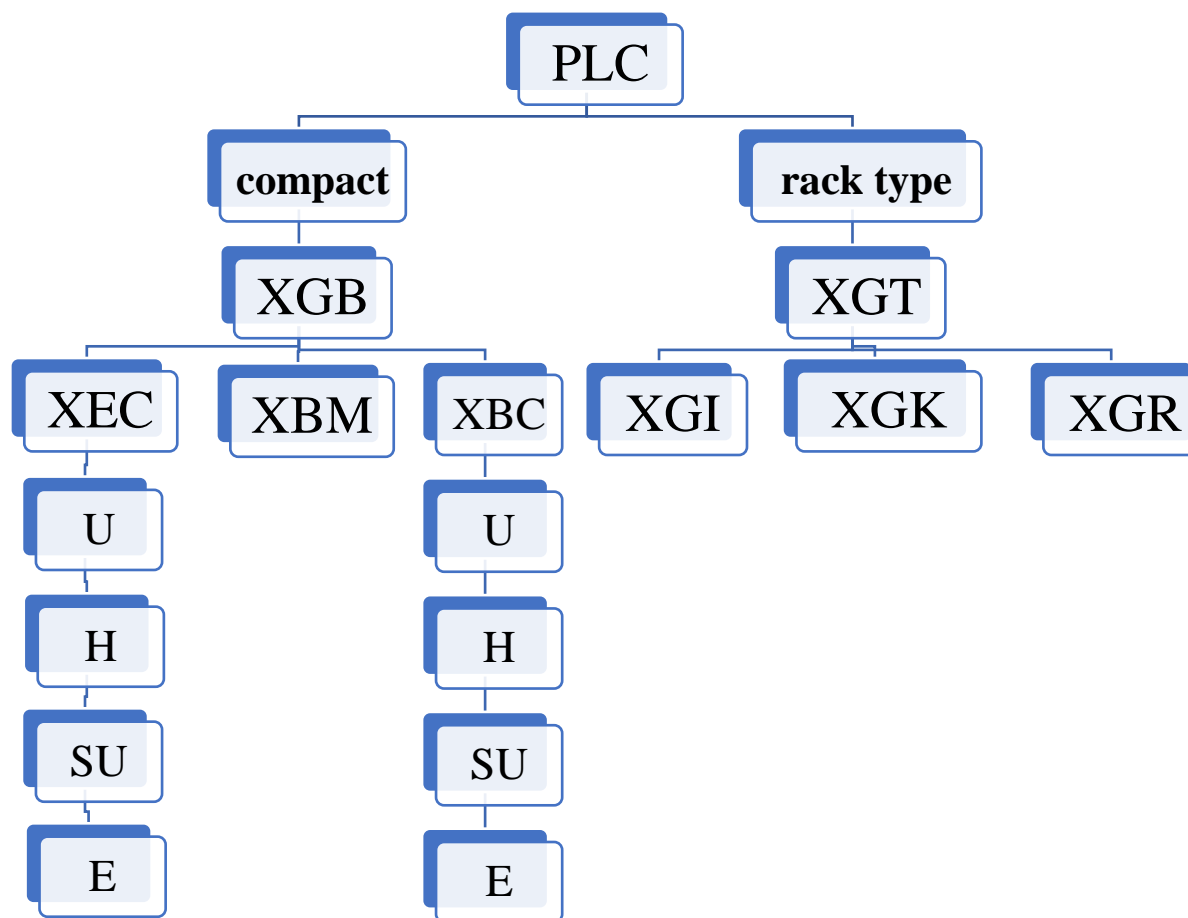 PLC
compact
rack type
XGB
XGT
XEC
XBM
XBC
XGI
XGK
XGR
U
U
H
H
SU
SU
E
E